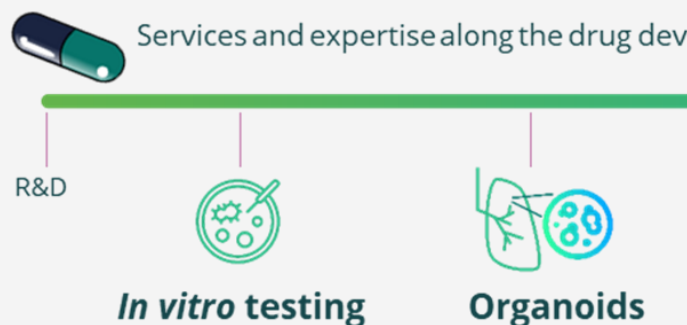 Services and expertise along the drug dev
R&D
In vitro testing
Organoids